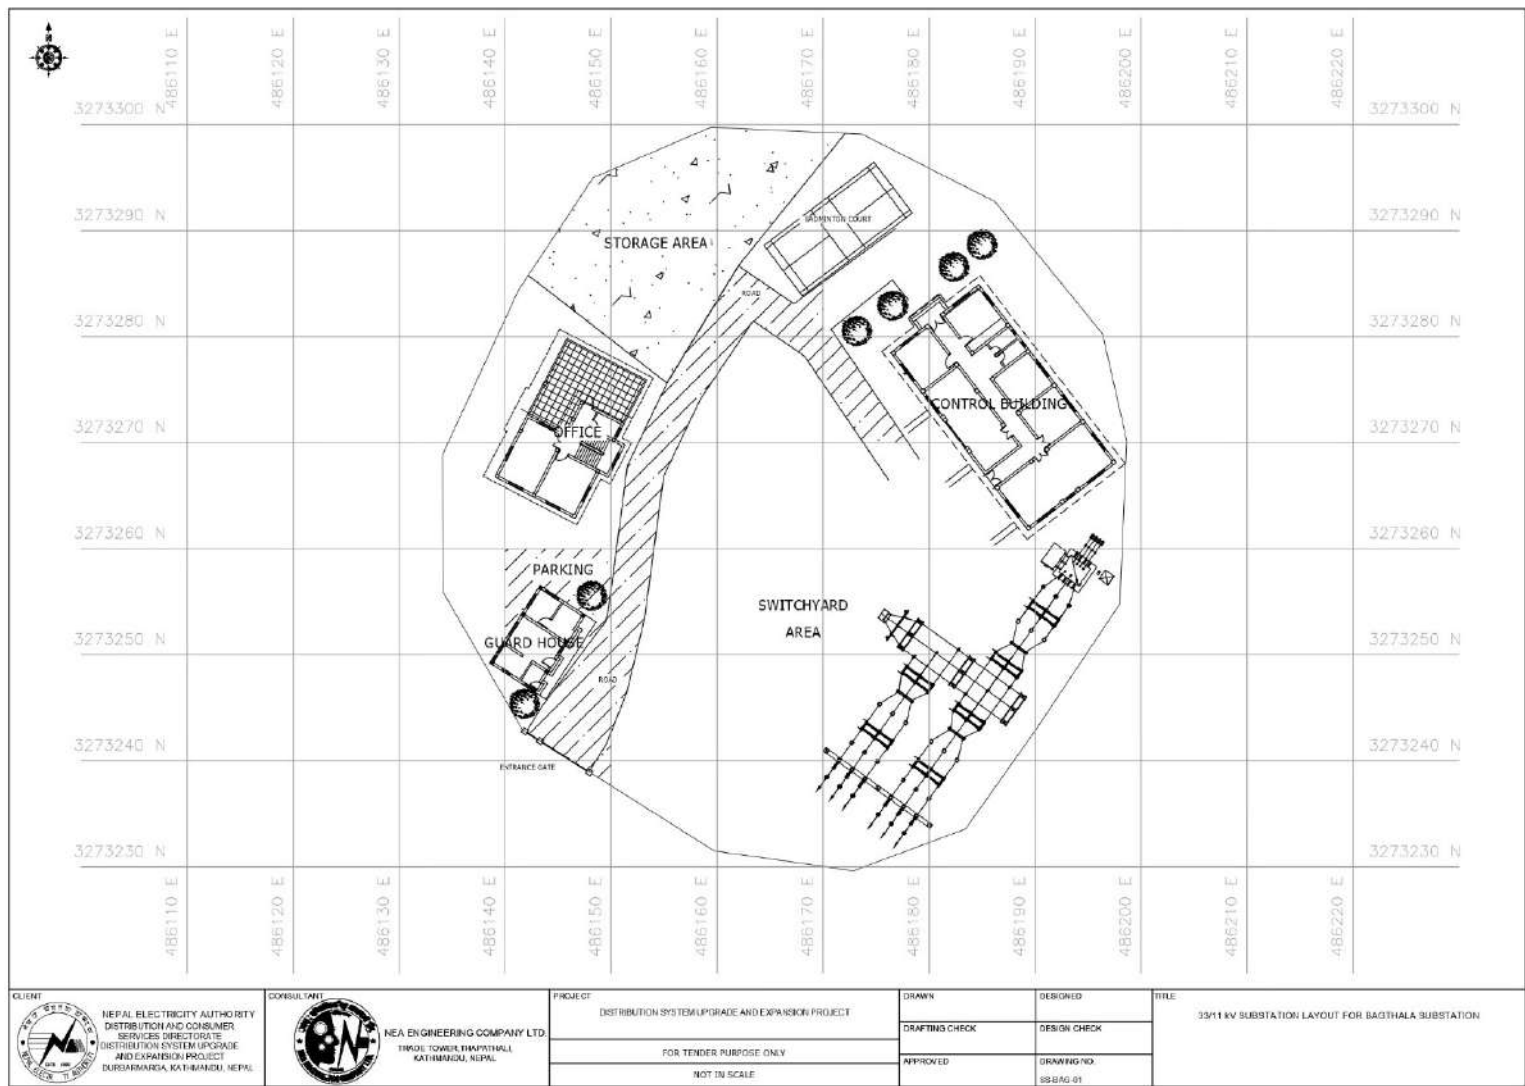 486110 E
486120 E
486130 E
486140 E
486150 E
486160 E
486170 E
486180 E
486190 E
486200 E
486210 E
486220 E
N
3273300 N
3273300 N
3273290 N
3273290 N
BADMINTON COURT
STORAGE AREA
ROAD
3273280 N
3273280 N
CONTROL BUILDING
3273270 N
3273270 N
OFFICE
3273260 N
3273260 N
PARKING
SWITCHYARD
AREA
3273250 N
3273250 N
GUARD HOUSE
ROAD
3273240 N
3273240 N
ENTRANCE GATE
3273230 N
3273230 N
486110 E
486120 E
486130 E
486140 E
486150 E
486160 E
486170 E
486180 E
486190 E
486200 E
486210 E
486220 E
CLIENT
NEPAL ELECTRICITY AUTHORITY
DISTRIBUTION AND CONSUMER
SERVICES DIRECTORATE
DISTRIBUTION SYSTEM UPGRADE
AND EXPANSION PROJECT
DURBARMARGA, KATHMANDU, NEPAL
CONSULTANT
NEA ENGINEERING COMPANY LTD.
TRADE TOWER, THAPATHALI,
KATHMANDU, NEPAL
PROJECT
DISTRIBUTION SYSTEM UPGRADE AND EXPANSION PROJECT
FOR TENDER PURPOSE ONLY
NOT IN SCALE
DRAWN
DESIGNED
DRAFTING CHECK
DESIGN CHECK
APPROVED
DRAWING NO.
SS-BAG-01
TITLE
33/11 kV SUBSTATION LAYOUT FOR BAGTHALA SUBSTATION